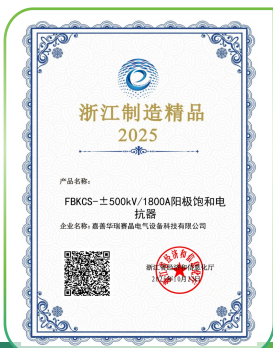 浙江制造精品
2025
产品名称:
FBKCS-±500kV/1800A阳极饱和电
抗器
企业名称:嘉善华瑞赛晶电气设备科技有限公司